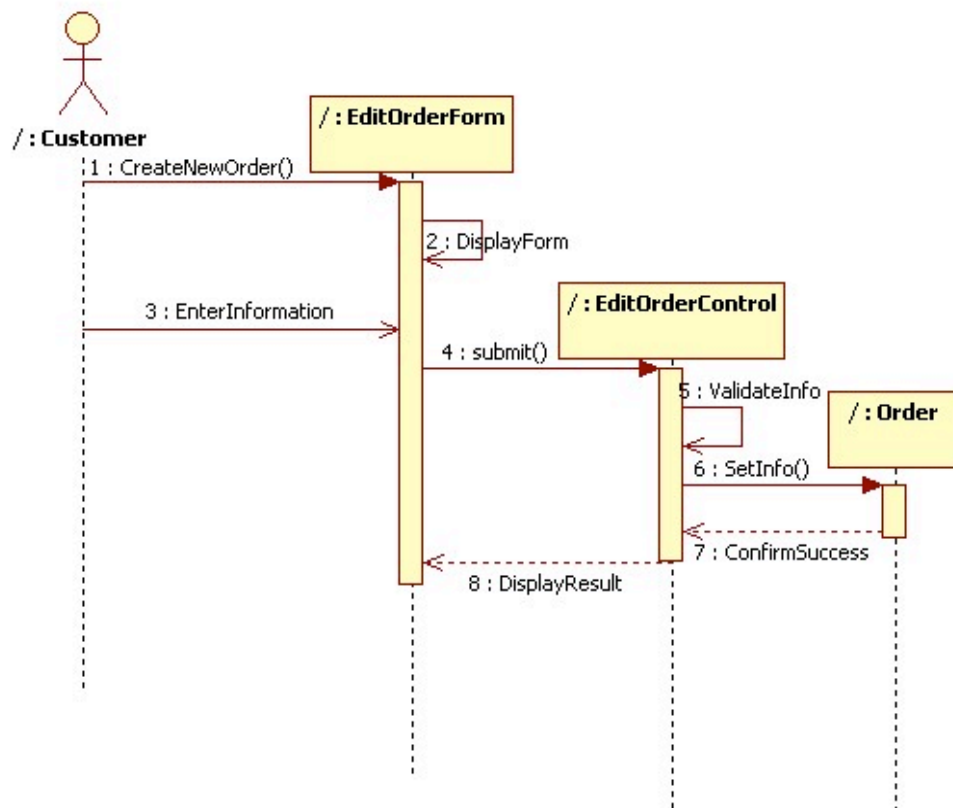 / : EditOrderForm
/ : Customer
1 : CreateNewOrder()
2 : DisplayForm
/ : EditOrderControl
3 : EnterInformation
4 : submit()
5 : ValidateInfo
/ : Order
6 : SetInfo()
7 : ConfirmSuccess
8 : DisplayResult